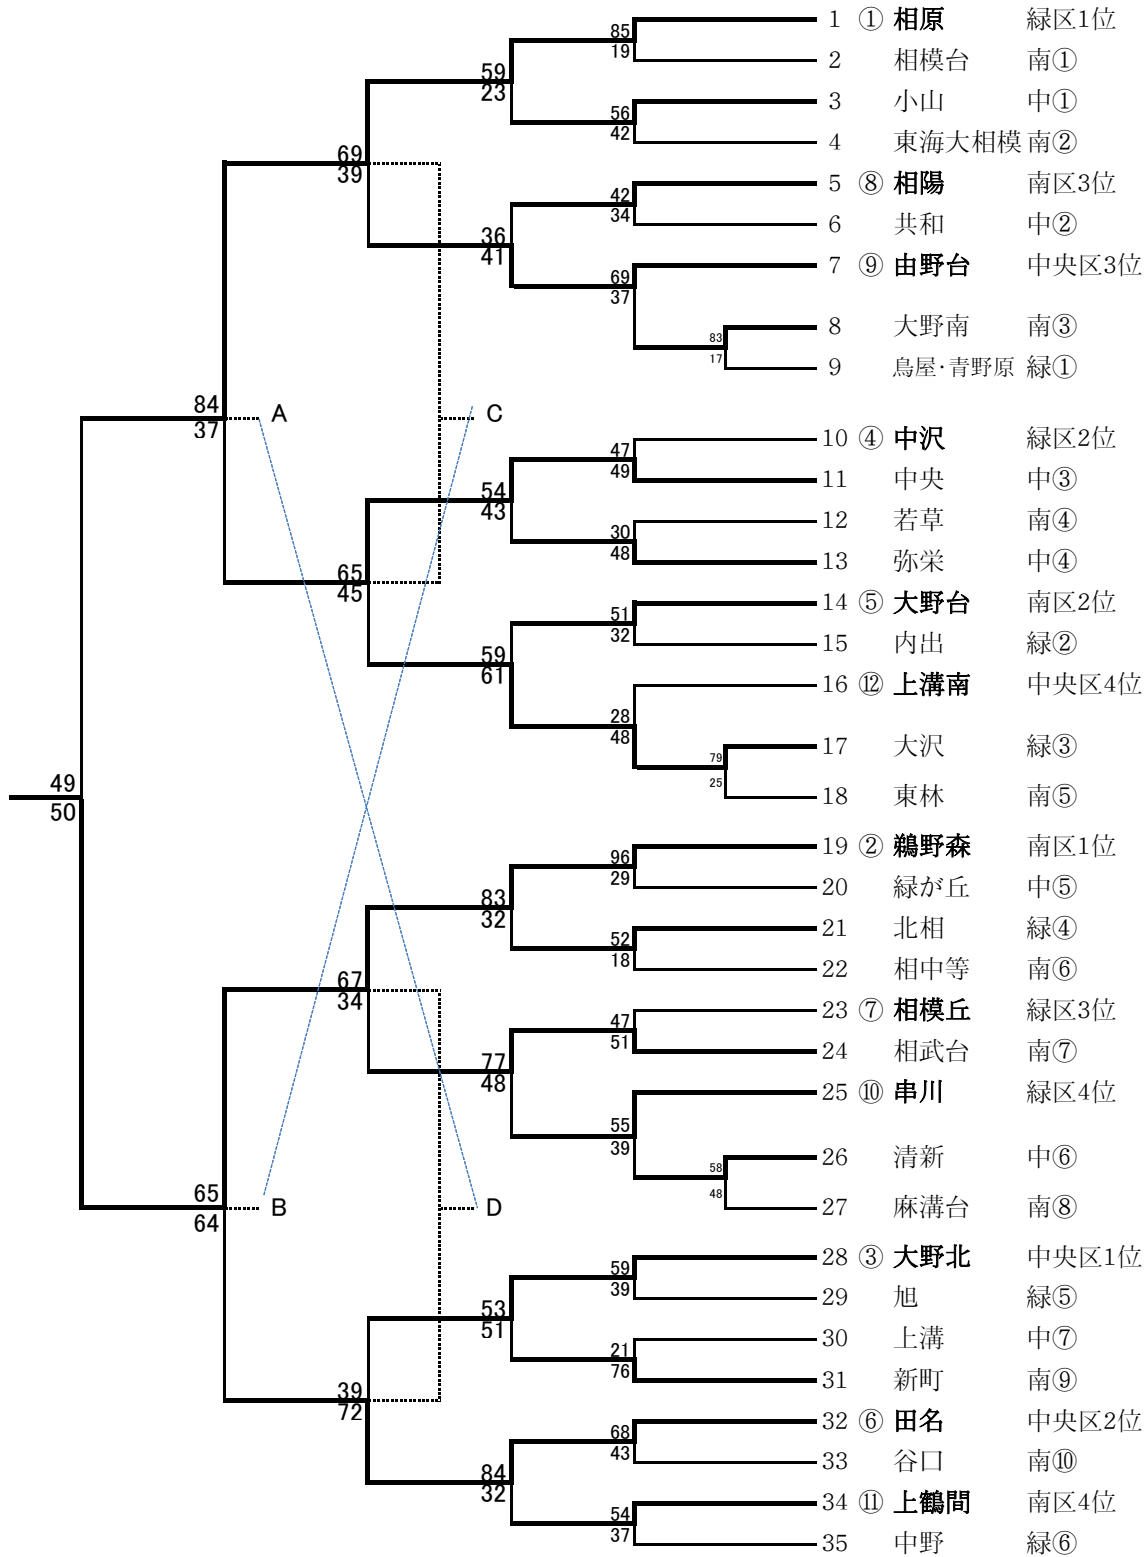 1 ① 相原 緑区1位
85
19
2 相模台 南①
59
23
3 小山 中①
56
42
4 東海大相模 南②
69
39
5 ⑧ 相陽 南区3位
42
34
6 共和 中②
36
41
7 ⑨ 由野台 中央区3位
69
37
8 大野南 南③
83
17
9 鳥屋・青野原 緑①
84
37
A
C
10 ④ 中沢 緑区2位
47
49
11 中央 中③
54
43
12 若草 南④
30
48
13 弥栄 中④
65
45
14 ⑤ 大野台 南区2位
51
32
15 内出 緑②
59
61
16 ⑫ 上溝南 中央区4位
28
48
17 大沢 緑③
79
25
18 東林 南⑤
49
50
19 ② 鵜野森 南区1位
96
29
20 緑が丘 中⑤
83
32
21 北相 緑④
52
18
22 相中等 南⑥
67
34
23 ⑦ 相模丘 緑区3位
47
51
24 相武台 南⑦
77
48
25 ⑩ 串川 緑区4位
55
39
26 清新 中⑥
58
48
27 麻溝台 南⑧
65
64
B
D
28 ③ 大野北 中央区1位
59
39
29 旭 緑⑤
53
51
30 上溝 中⑦
21
76
31 新町 南⑨
39
72
32 ⑥ 田名 中央区2位
68
43
33 谷口 南⑩
84
32
34 ⑪ 上鶴間 南区4位
54
37
35 中野 緑⑥